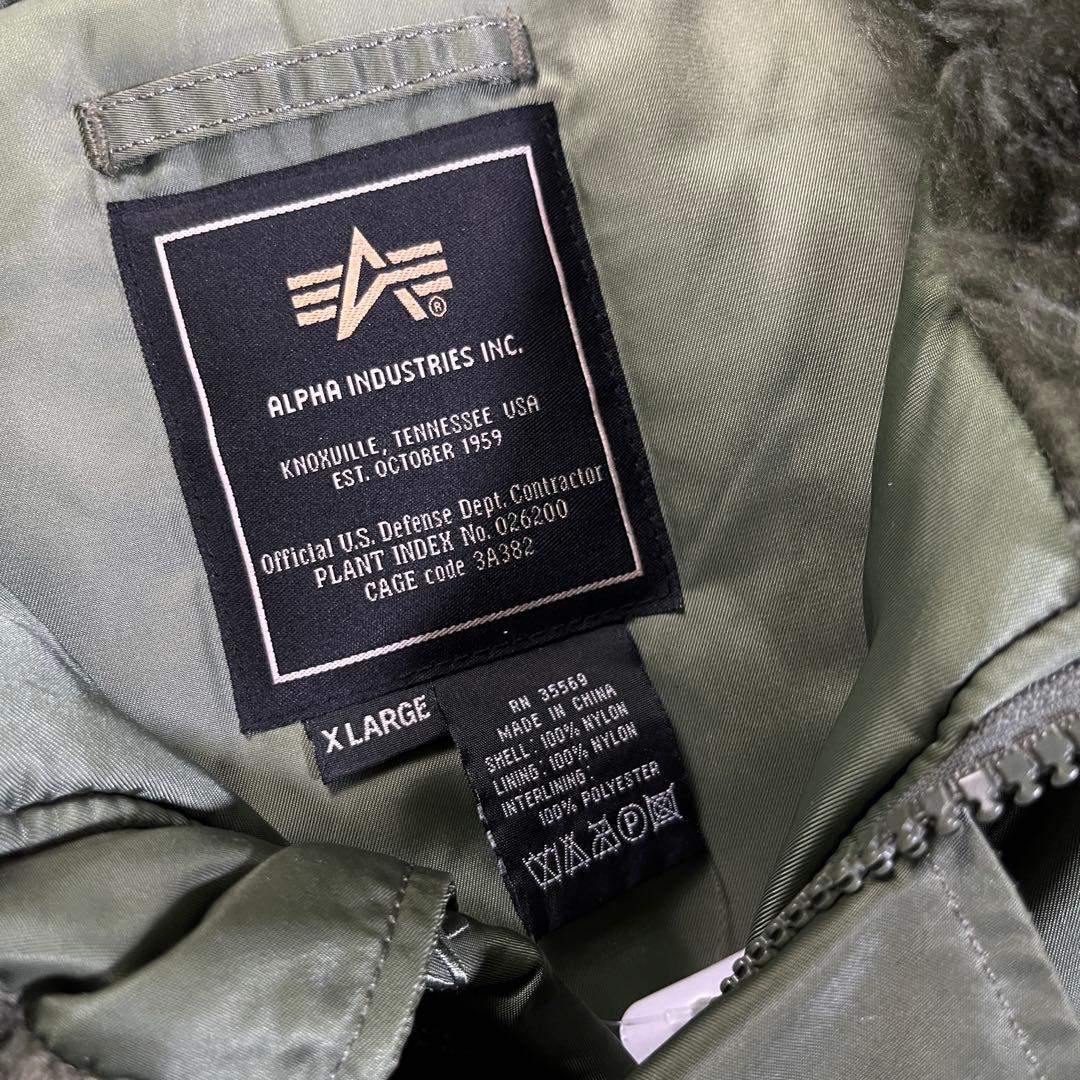 ®
ALPHA INDUSTRIES INC.
KNOXVILLE, TENNESSEE USA
EST. OCTOBER 1959
Official U.S. Defense Dept. Contractor
PLANT INDEX No. 026200
CAGE code 3A382
X LARGE
RN 35569
MADE IN CHINA
SHELL: 100% NYLON
LINING: 100% NYLON
INTERLINING:
100% POLYESTER
P